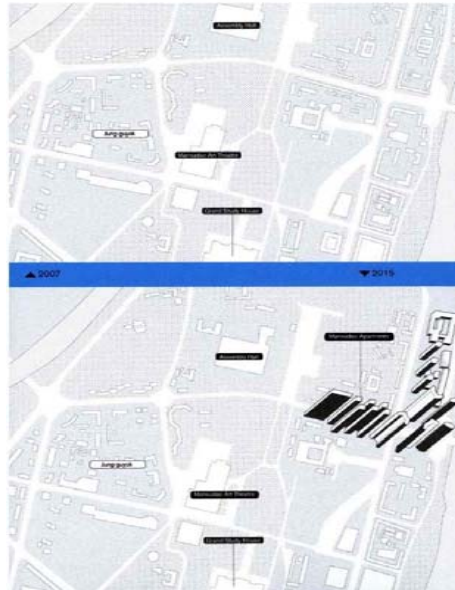 Assembly Hall
Jung-guyok
Mansudae Art Theatre
Grand Study House
▲ 2007
▼ 2015
Mansudae Apartments
Assembly Hall
Jung-guyok
Mansudae Art Theatre
Grand Study House